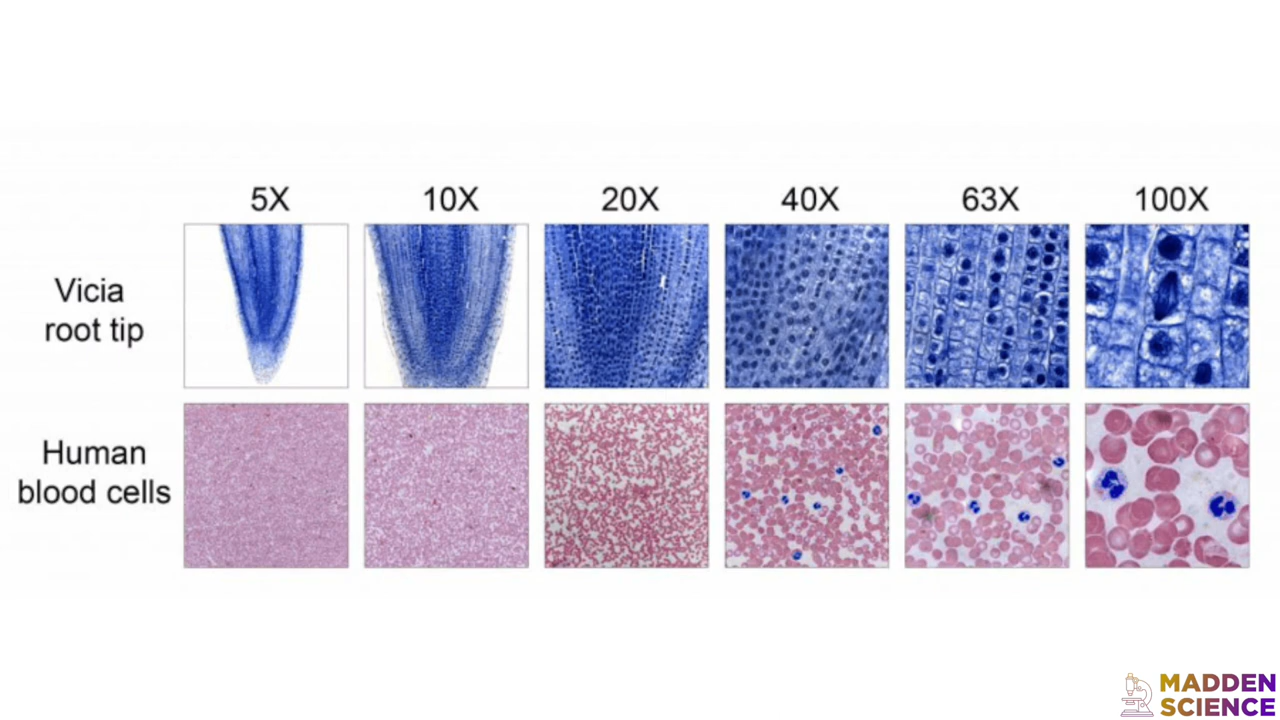 5X 10X 20X 40X 63X 100X
Vicia
root tip
Human
blood cells
MADDEN
SCIENCE